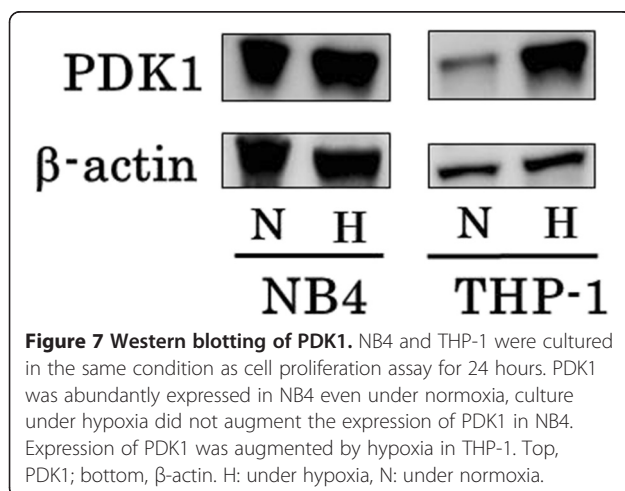 PDK1
β-actin
N H N H
NB4 THP-1
Figure 7 Western blotting of PDK1. NB4 and THP-1 were cultured
in the same condition as cell proliferation assay for 24 hours. PDK1
was abundantly expressed in NB4 even under normoxia, culture
under hypoxia did not augment the expression of PDK1 in NB4.
Expression of PDK1 was augmented by hypoxia in THP-1. Top,
PDK1; bottom, β-actin. H: under hypoxia, N: under normoxia.